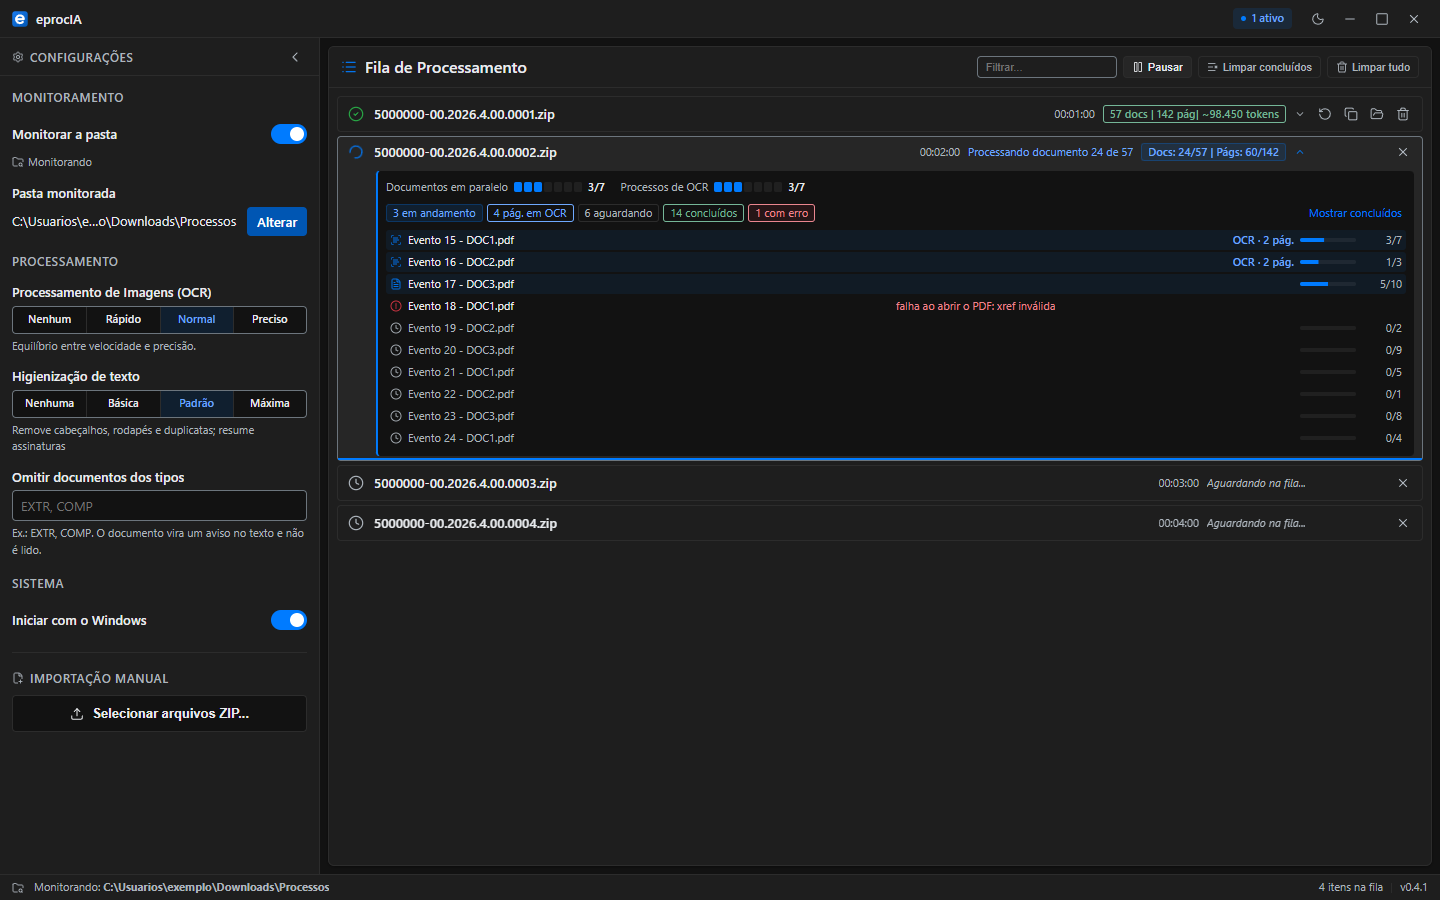 eprocIA
1 ativo
CONFIGURAÇÕES
MONITORAMENTO
Monitorar a pasta
Monitorando
Pasta monitorada
C:\Usuarios\e...o\Downloads\Processos
Alterar
PROCESSAMENTO
Processamento de Imagens (OCR)
Nenhum Rápido Normal Preciso
Equilíbrio entre velocidade e precisão.
Higienização de texto
Nenhuma Básica Padrão Máxima
Remove cabeçalhos, rodapés e duplicatas; resume
assinaturas
Omitir documentos dos tipos
EXTR, COMP
Ex.: EXTR, COMP. O documento vira um aviso no texto e não
é lido.
SISTEMA
Iniciar com o Windows
IMPORTAÇÃO MANUAL
Selecionar arquivos ZIP...
Fila de Processamento
Filtrar...
Pausar
Limpar concluídos
Limpar tudo
5000000-00.2026.4.00.0001.zip 00:01:00 57 docs | 142 pág| ~98.450 tokens
5000000-00.2026.4.00.0002.zip 00:02:00 Processando documento 24 de 57 Docs: 24/57 | Págs: 60/142
Documentos em paralelo 3/7 Processos de OCR 3/7
3 em andamento 4 pág. em OCR 6 aguardando 14 concluídos 1 com erro Mostrar concluídos
Evento 15 - DOC1.pdf OCR · 2 pág. 3/7
Evento 16 - DOC2.pdf OCR · 2 pág. 1/3
Evento 17 - DOC3.pdf 5/10
Evento 18 - DOC1.pdf falha ao abrir o PDF: xref inválida
Evento 19 - DOC2.pdf 0/2
Evento 20 - DOC3.pdf 0/9
Evento 21 - DOC1.pdf 0/5
Evento 22 - DOC2.pdf 0/1
Evento 23 - DOC3.pdf 0/8
Evento 24 - DOC1.pdf 0/4
5000000-00.2026.4.00.0003.zip 00:03:00 Aguardando na fila...
5000000-00.2026.4.00.0004.zip 00:04:00 Aguardando na fila...
Monitorando: C:\Usuarios\exemplo\Downloads\Processos
4 itens na fila v0.4.1